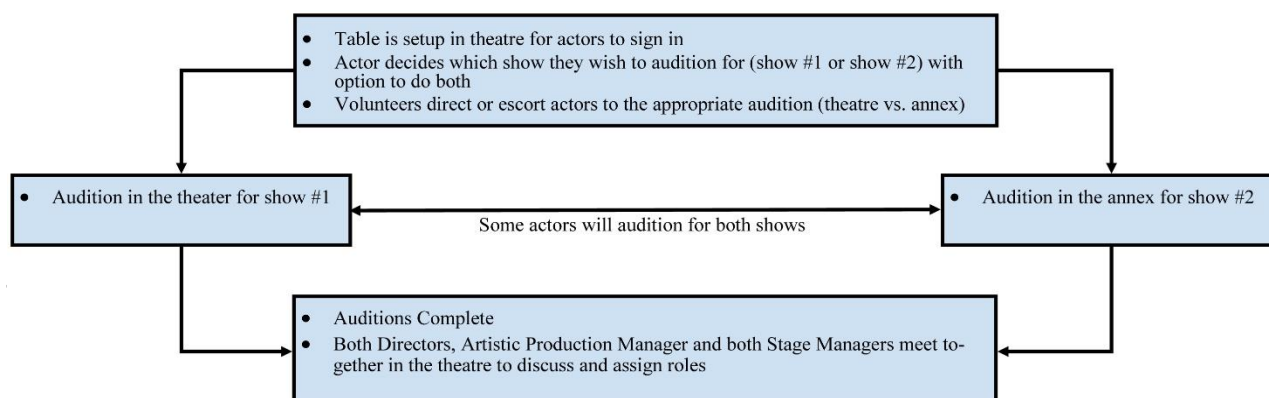 • Table is setup in theatre for actors to sign in
• Actor decides which show they wish to audition for (show #1 or show #2) with
option to do both
• Volunteers direct or escort actors to the appropriate audition (theatre vs. annex)
• Audition in the theater for show #1
• Audition in the annex for show #2
Some actors will audition for both shows
• Auditions Complete
• Both Directors, Artistic Production Manager and both Stage Managers meet to-
gether in the theatre to discuss and assign roles